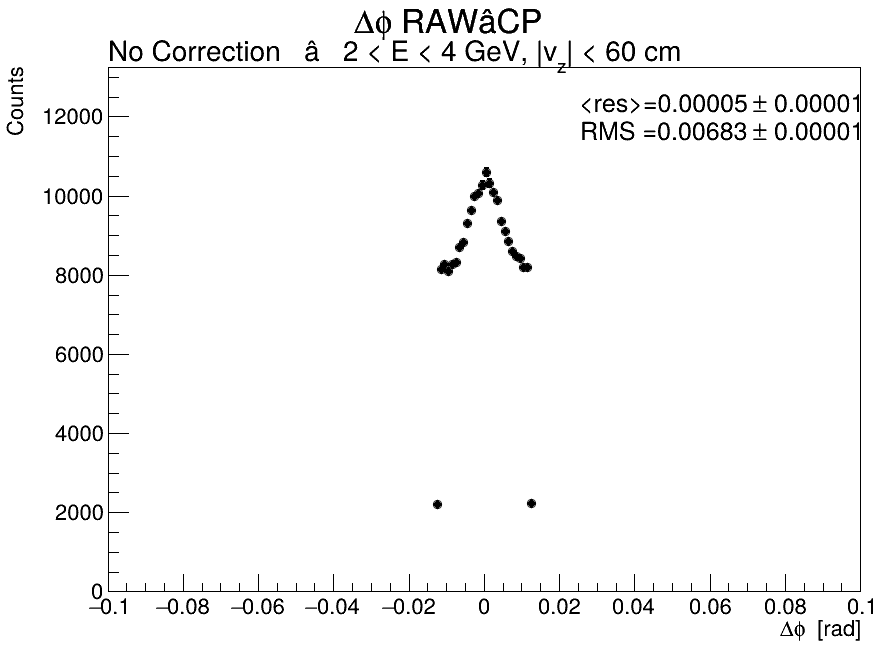 Δϕ RAWâCP
No Correction â 2 < E < 4 GeV, |v_z| < 60 cm
Counts
<res>=0.00005 ± 0.00001
RMS =0.00683 ± 0.00001
12000
10000
8000
6000
4000
2000
0
−0.1 −0.08 −0.06 −0.04 −0.02 0 0.02 0.04 0.06 0.08 0.1
Δϕ [rad]